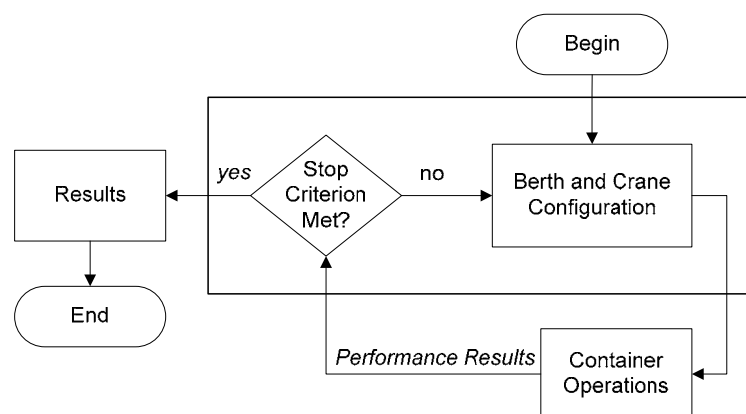 Begin
yes
Stop
Criterion
Met?
no
Berth and Crane
Configuration
Results
End
Performance Results
Container
Operations